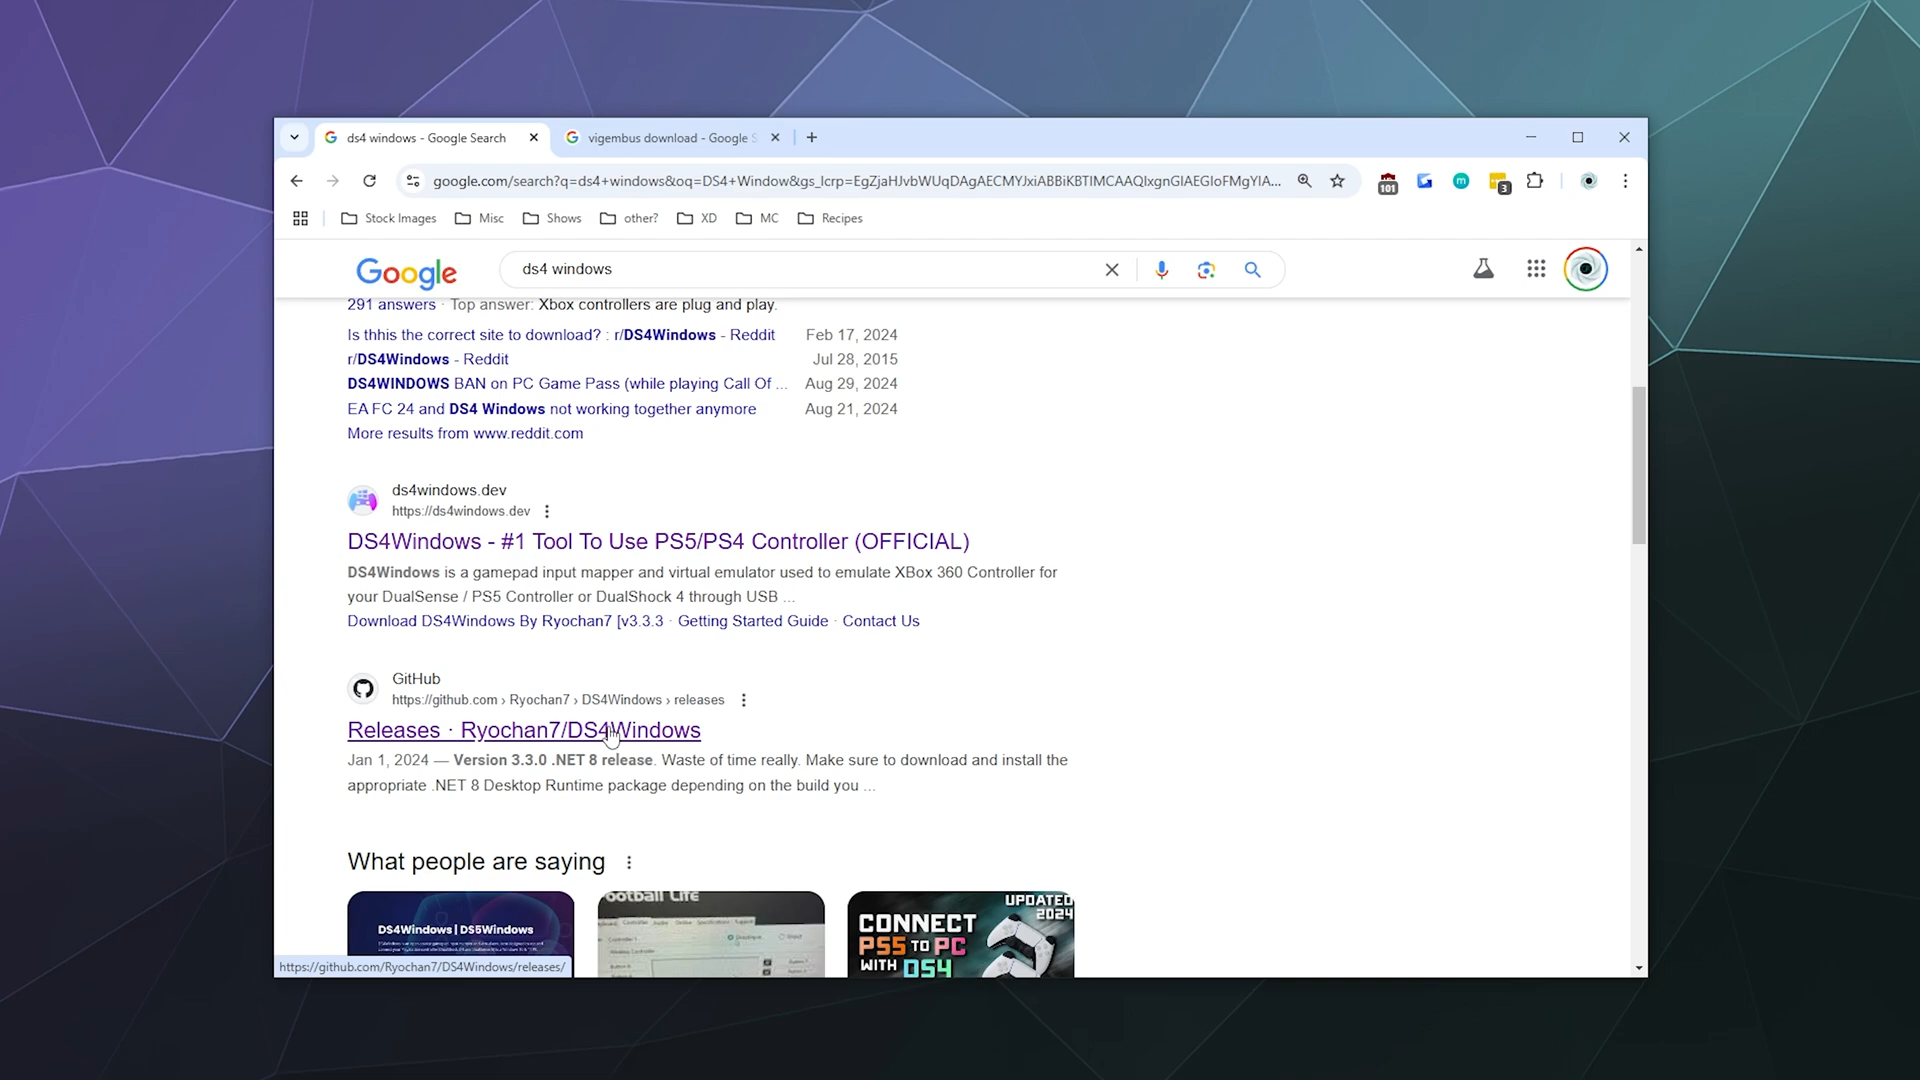 ds4 windows - Google Search
vigembus download - Google S
google.com/search?q=ds4+windows&oq=DS4+Window&gs_lcrp=EgZjaHJvbWUqDAgAECMYJxiABBiKBTIMCAAQIxgnGIAEGIoFMgYIA...
101
m
3
Stock Images
Misc
Shows
other?
XD
MC
Recipes
Google
ds4 windows
291 answers · Top answer: Xbox controllers are plug and play.
Is thhis the correct site to download? : r/DS4Windows - Reddit Feb 17, 2024
r/DS4Windows - Reddit Jul 28, 2015
DS4WINDOWS BAN on PC Game Pass (while playing Call Of ... Aug 29, 2024
EA FC 24 and DS4 Windows not working together anymore Aug 21, 2024
More results from www.reddit.com
ds4windows.dev
https://ds4windows.dev
DS4Windows - #1 Tool To Use PS5/PS4 Controller (OFFICIAL)
DS4Windows is a gamepad input mapper and virtual emulator used to emulate XBox 360 Controller for
your DualSense / PS5 Controller or DualShock 4 through USB ...
Download DS4Windows By Ryochan7 [v3.3.3 · Getting Started Guide · Contact Us
GitHub
https://github.com › Ryochan7 › DS4Windows › releases
Releases · Ryochan7/DS4Windows
Jan 1, 2024 — Version 3.3.0 .NET 8 release. Waste of time really. Make sure to download and install the
appropriate .NET 8 Desktop Runtime package depending on the build you ...
What people are saying
DS4Windows | DS5Windows
ootball Life
UPDATED
2024
CONNECT
PS5 TO PC
WITH DS4
https://github.com/Ryochan7/DS4Windows/releases/